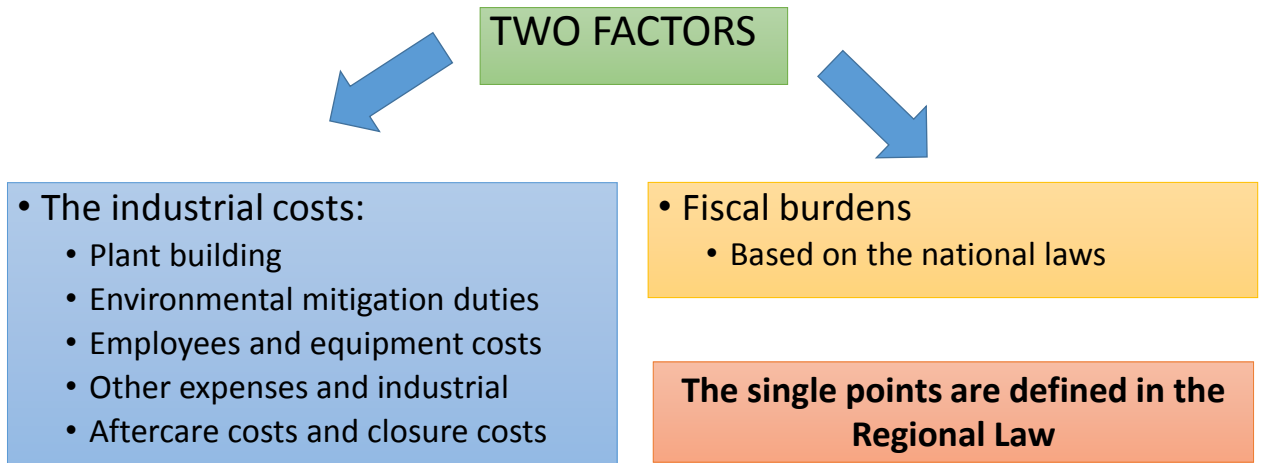 TWO FACTORS
• The industrial costs:
• Plant building
• Environmental mitigation duties
• Employees and equipment costs
• Other expenses and industrial
• Aftercare costs and closure costs
• Fiscal burdens
• Based on the national laws
The single points are defined in the
Regional Law